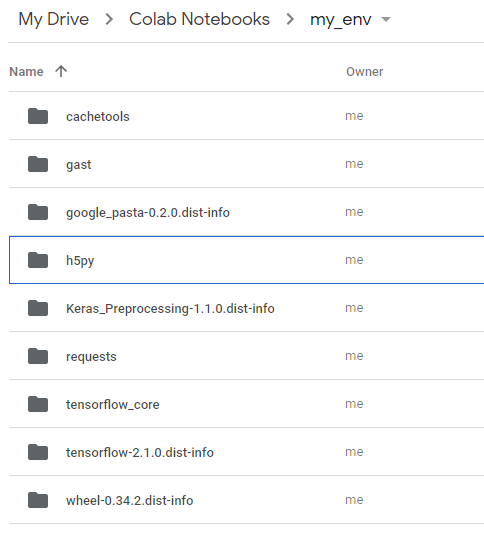 My Drive > Colab Notebooks > my_env
Name Owner
cachetools me
gast me
google_pasta-0.2.0.dist-info me
h5py me
Keras_Preprocessing-1.1.0.dist-info me
requests me
tensorflow_core me
tensorflow-2.1.0.dist-info me
wheel-0.34.2.dist-info me